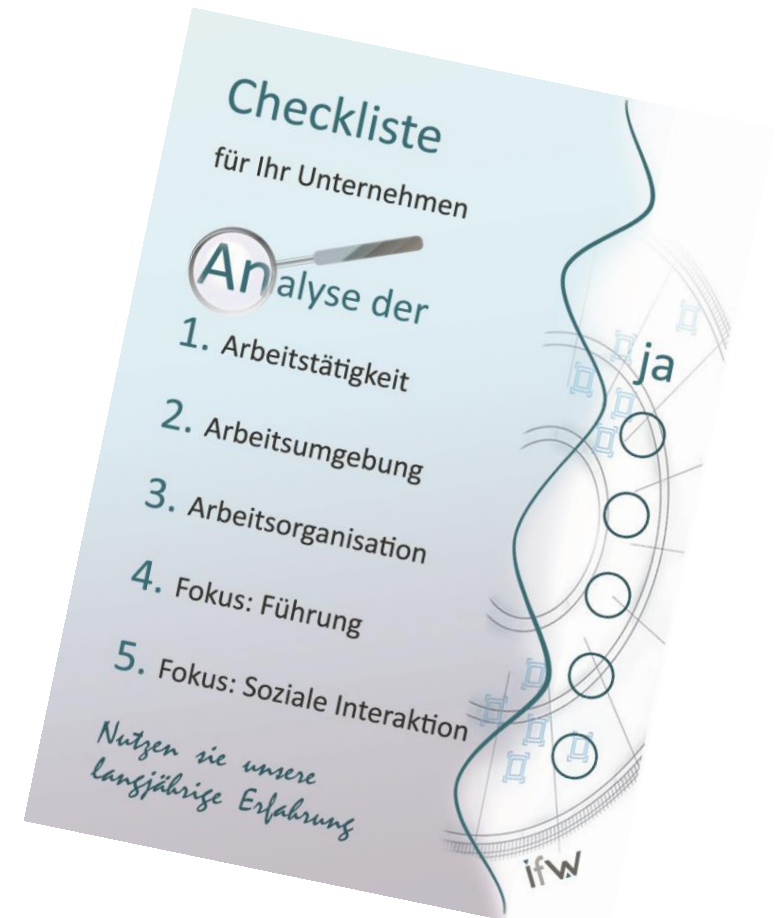 Checkliste
für Ihr Unternehmen
Analyse der
1. Arbeitstätigkeit
ja
2. Arbeitsumgebung
3. Arbeitsorganisation
4. Fokus: Führung
5. Fokus: Soziale Interaktion
Nutzen sie unsere
langjährige Erfahrung
ifw